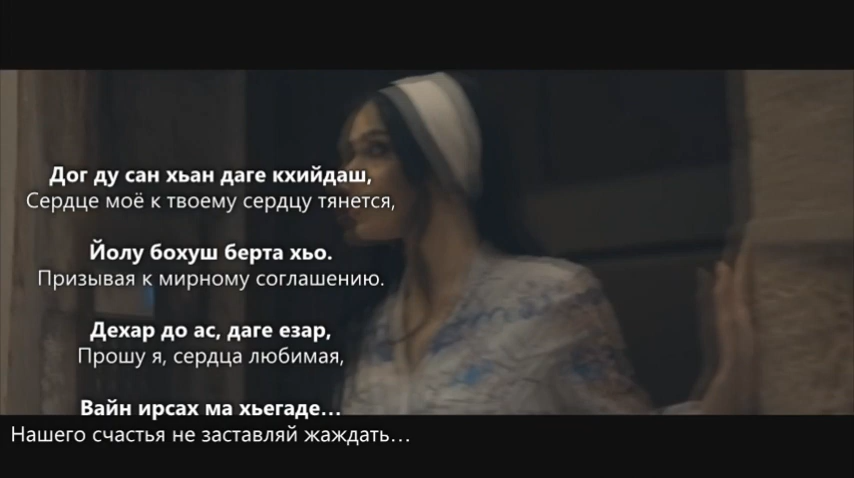 Дог ду сан хьан даге кхийдаш,
Сердце моё к твоему сердцу тянется,
Йолу бохуш берта хьо.
Призывая к мирному соглашению.
Дехар до ас, даге езар,
Прошу я, сердца любимая,
Вайн ирсах ма хьегаде...
Нашего счастья не заставляй жаждать...